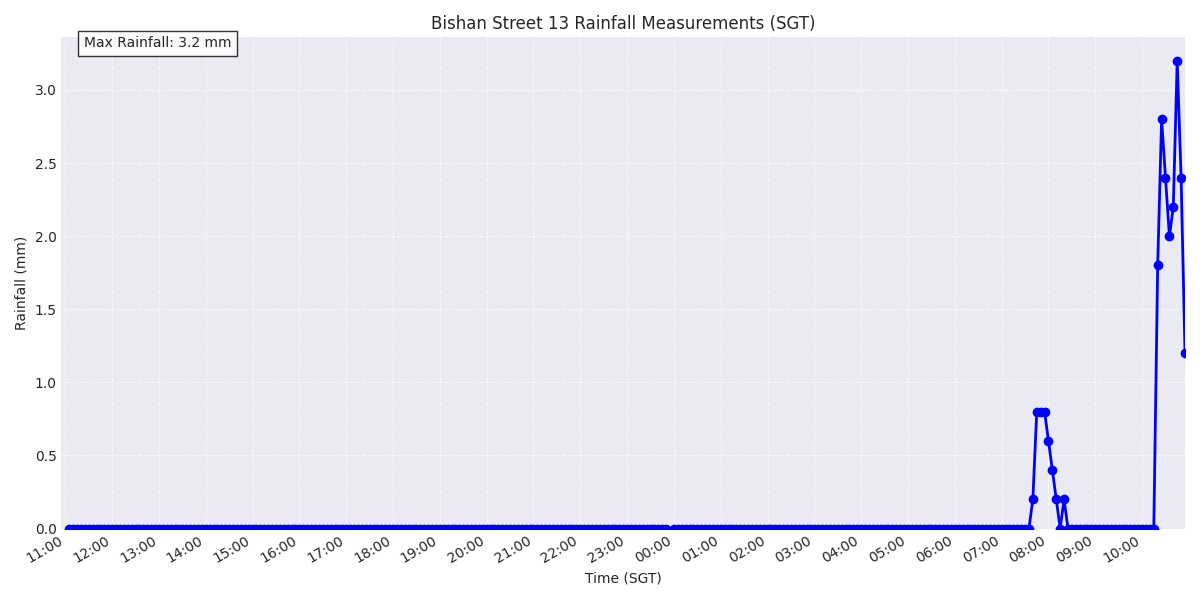 Bishan Street 13 Rainfall Measurements (SGT)
Max Rainfall: 3.2 mm
Rainfall (mm)
3.0
2.5
2.0
1.5
1.0
0.5
0.0
11:00 12:00 13:00 14:00 15:00 16:00 17:00 18:00 19:00 20:00 21:00 22:00 23:00 00:00 01:00 02:00 03:00 04:00 05:00 06:00 07:00 08:00 09:00 10:00
Time (SGT)